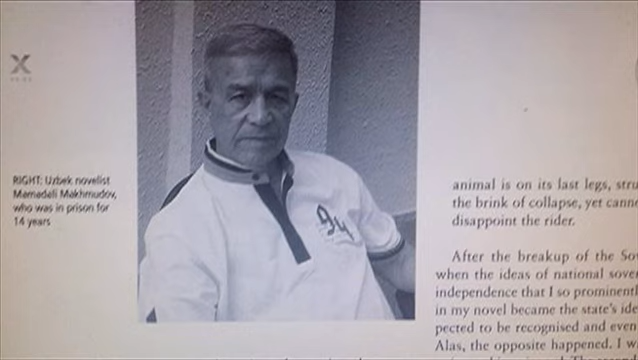 X
RIGHT: Uzbek novelist
Mamadali Makhmudov,
who was in prison for
14 years
animal is on its last legs, stru
the brink of collapse, yet canno
disappoint the rider.
After the breakup of the Sov
when the ideas of national sover
independence that I so prominentl
in my novel became the state's ide
pected to be recognised and even
Alas, the opposite happened. I w